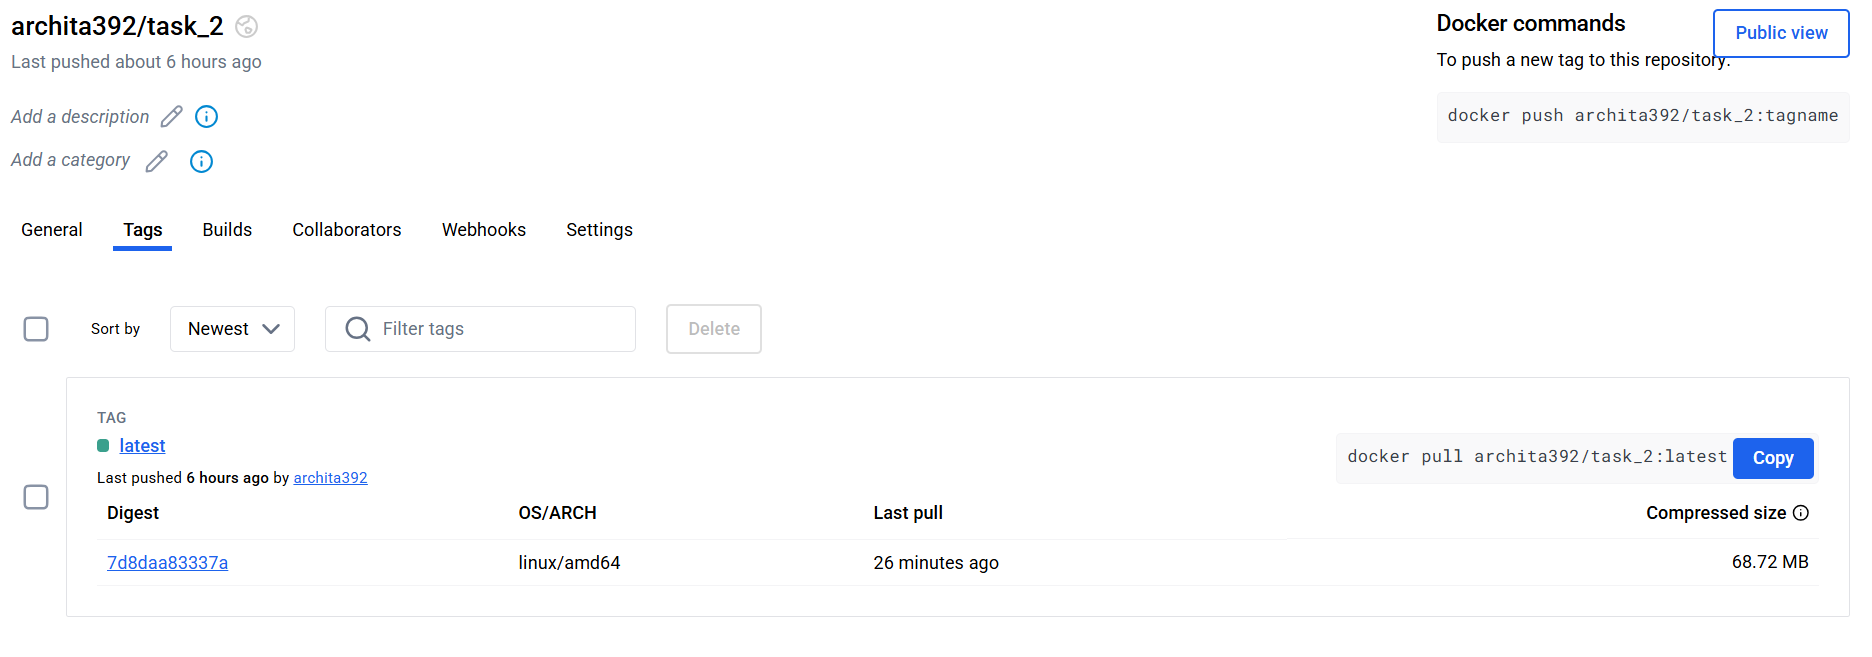 archita392/task_2
Last pushed about 6 hours ago
Add a description
Add a category
Docker commands
Public view
To push a new tag to this repository:
docker push archita392/task_2:tagname
General Tags Builds Collaborators Webhooks Settings
Sort by Newest Filter tags Delete
TAG
latest
Last pushed 6 hours ago by archita392
docker pull archita392/task_2:latest Copy
Digest OS/ARCH Last pull Compressed size
7d8daa83337a linux/amd64 26 minutes ago 68.72 MB